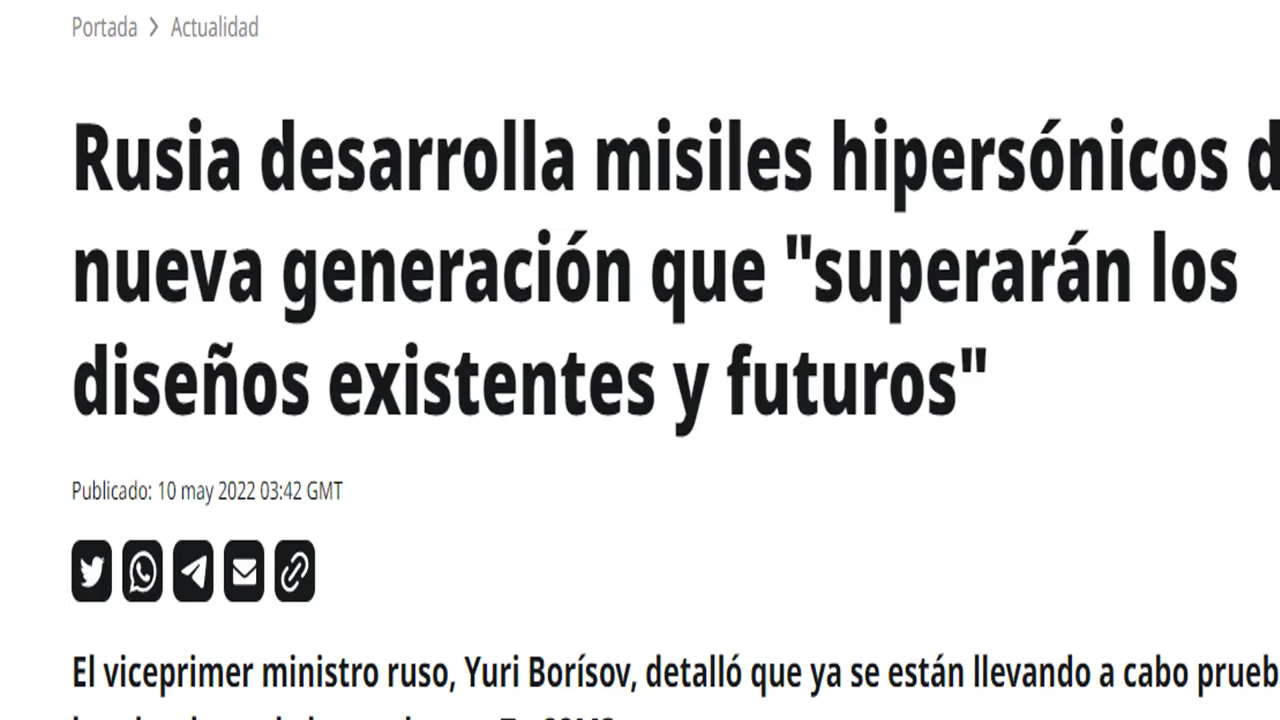 Portada > Actualidad
Rusia desarrolla misiles hipersónicos
nueva generación que "superarán los
diseños existentes y futuros"
Publicado: 10 may 2022 03:42 GMT
El viceprimer ministro ruso, Yuri Borísov, detalló que ya se están llevando a cabo